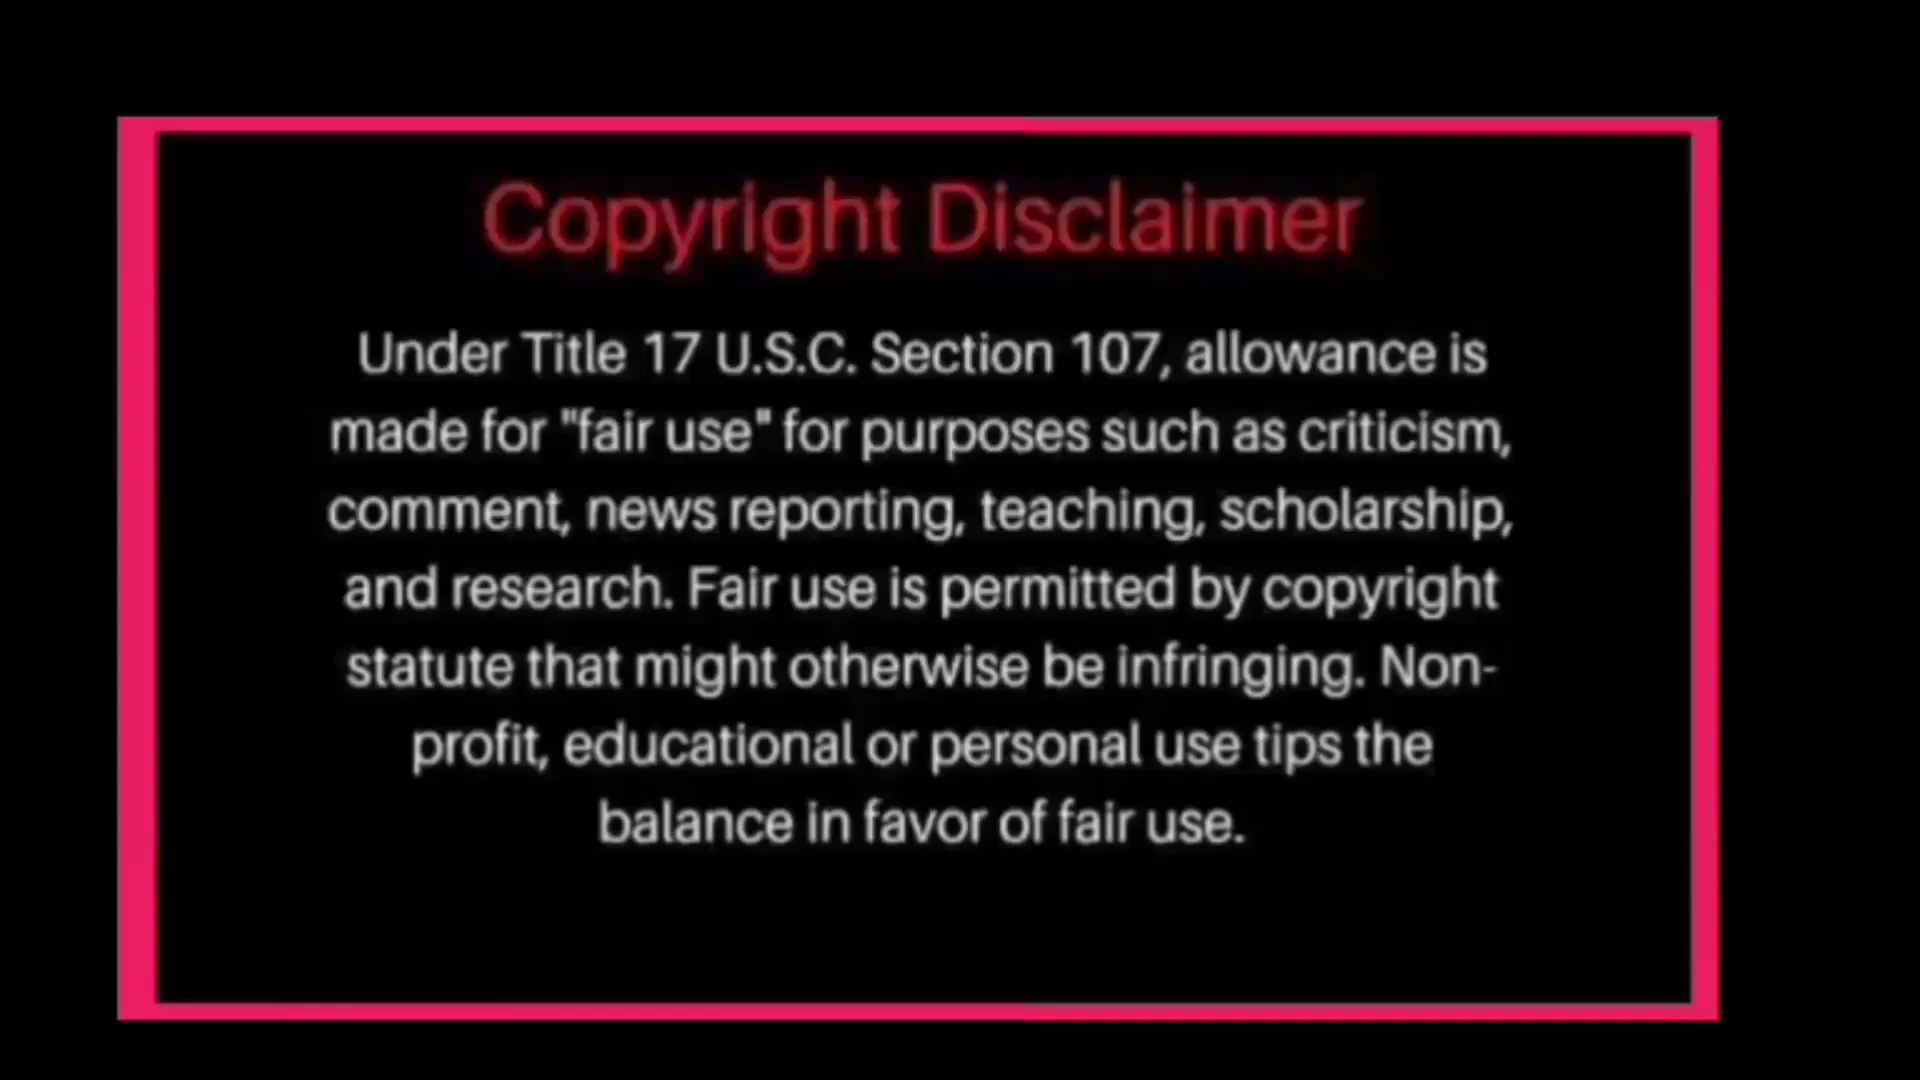 Copyright Disclaimer
Under Title 17 U.S.C. Section 107, allowance is
made for "fair use" for purposes such as criticism,
comment, news reporting, teaching, scholarship,
and research. Fair use is permitted by copyright
statute that might otherwise be infringing. Non-
profit, educational or personal use tips the
balance in favor of fair use.